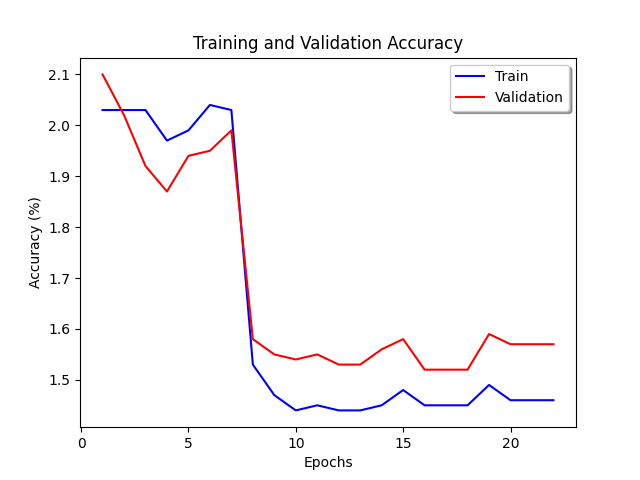 Training and Validation Accuracy
Train
Validation
2.1
2.0
1.9
1.8
1.7
1.6
1.5
Accuracy (%)
0
5
10
15
20
Epochs